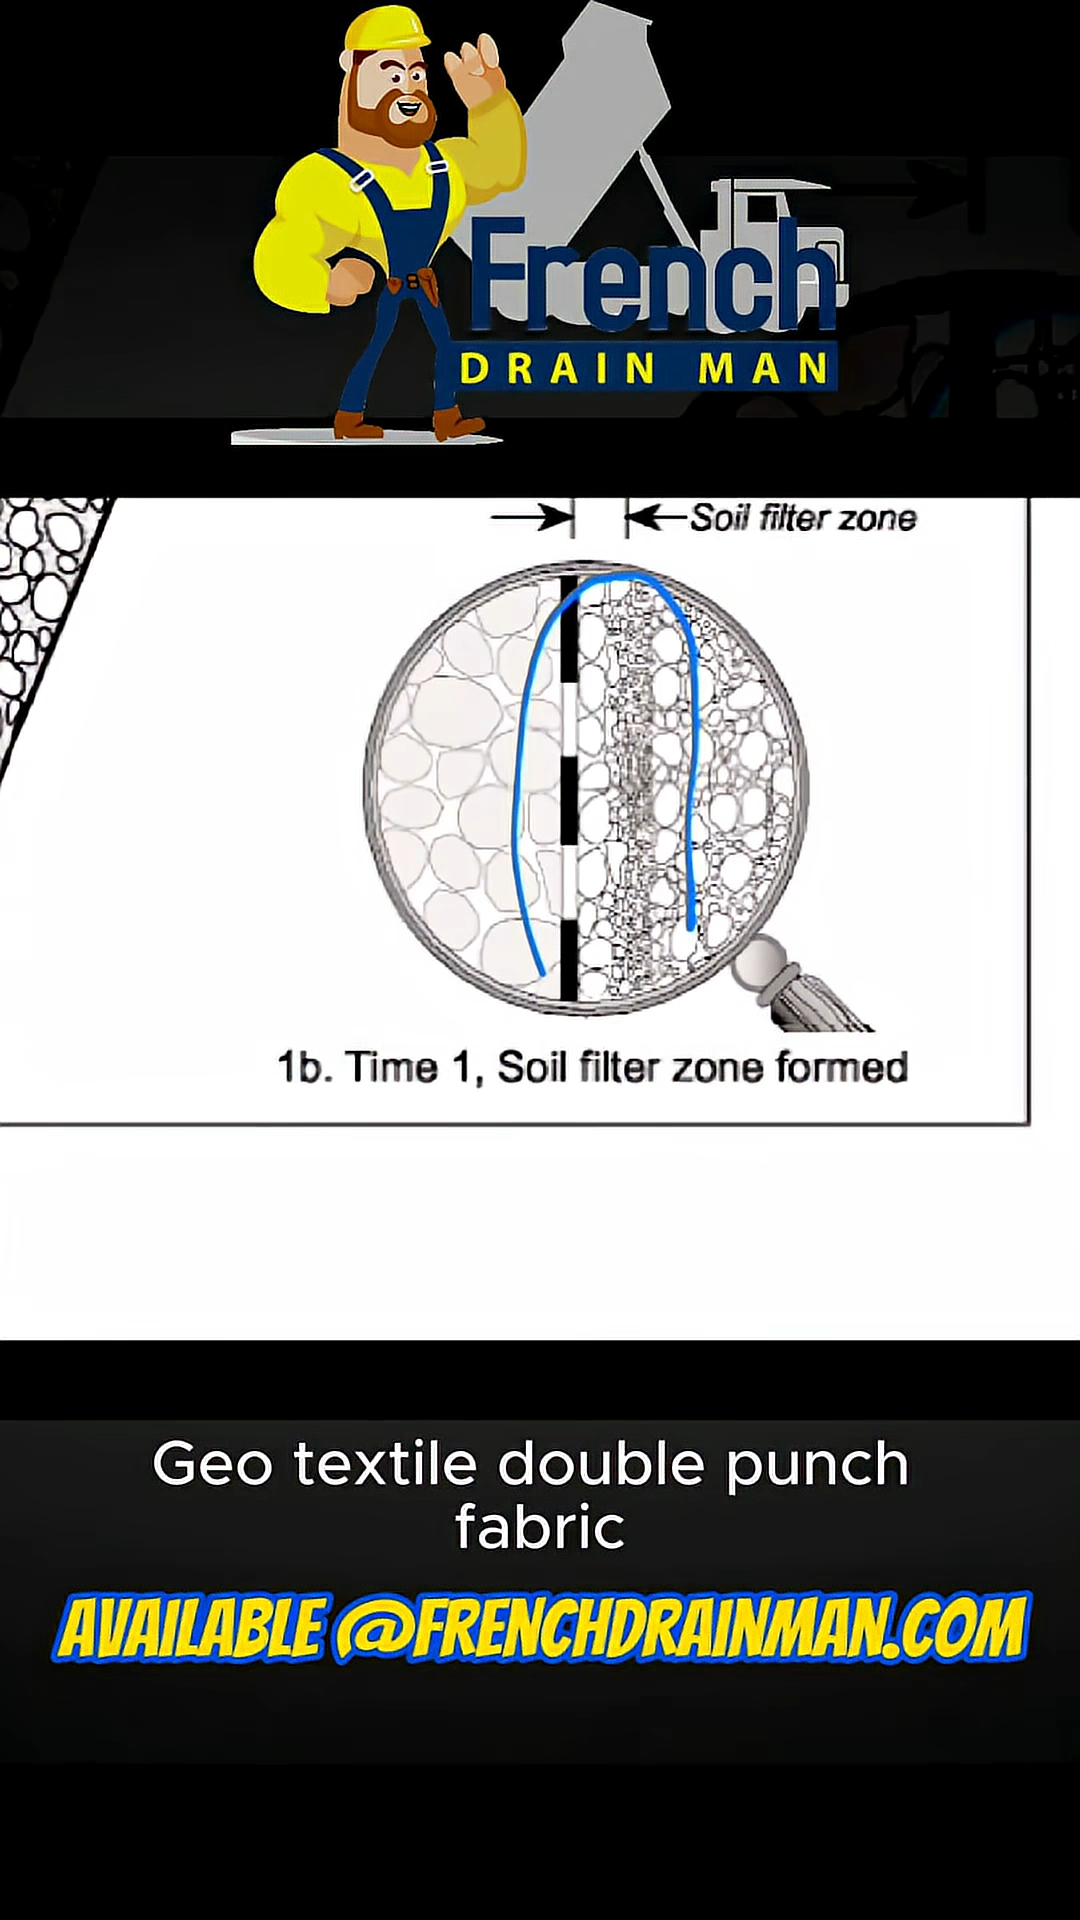 French
DRAIN MAN
Soil filter zone
1b. Time 1, Soil filter zone formed
Geo textile double punch
fabric
AVAILABLE @FRENCHDRAINMAN.COM